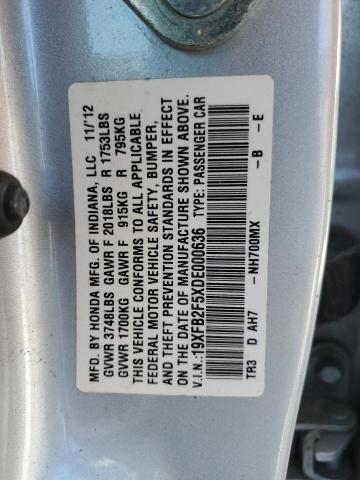 MFD. BY HONDA MFG. OF INDIANA, LLC 11/'12
GVWR 3748LBS GAWR F 2018LBS R 1753LBS
GVWR 1700KG GAWR F 915KG R 795KG
THIS VEHICLE CONFORMS TO ALL APPLICABLE
FEDERAL MOTOR VEHICLE SAFETY, BUMPER,
AND THEFT PREVENTION STANDARDS IN EFFECT
ON THE DATE OF MANUFACTURE SHOWN ABOVE.
V.I.N.:19XFB2F5XDE000636 TYPE: PASSENGER CAR
TR3 D AH7 -NH700MIX -B -E